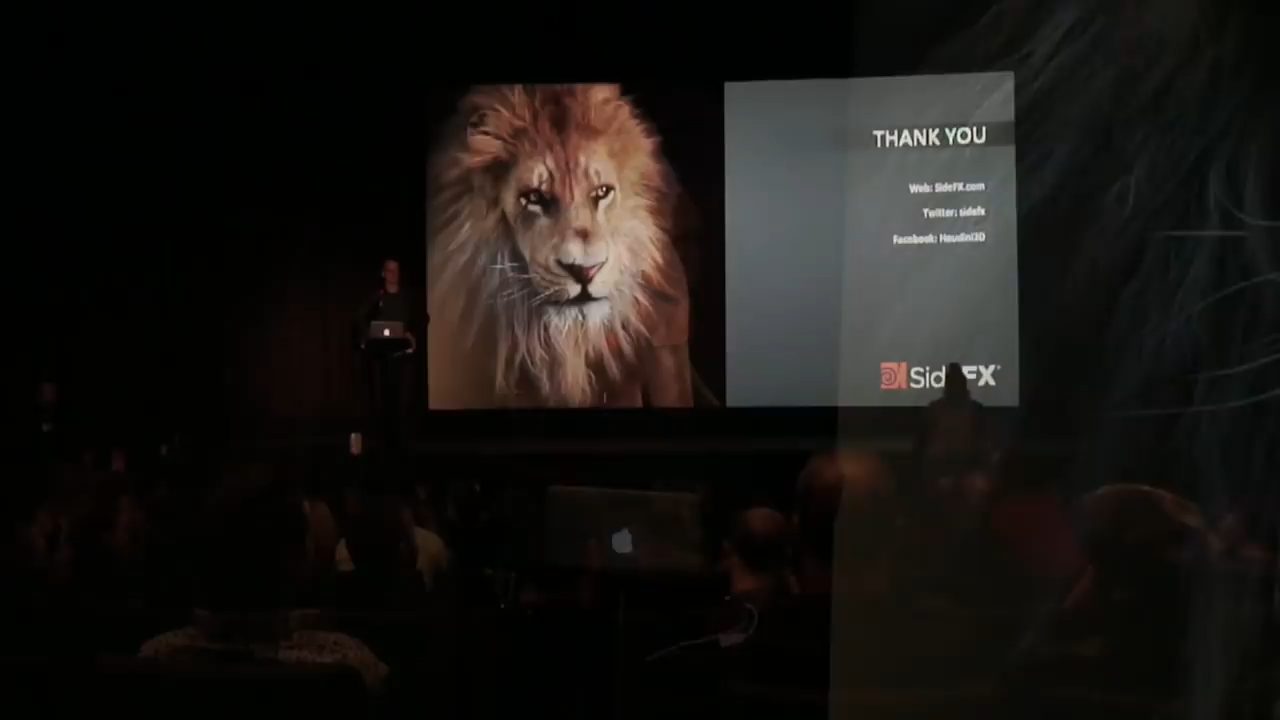 THANK YOU
Web: SideFX.com
Twitter: sidefx
Facebook: Houdini3D
SideFX®